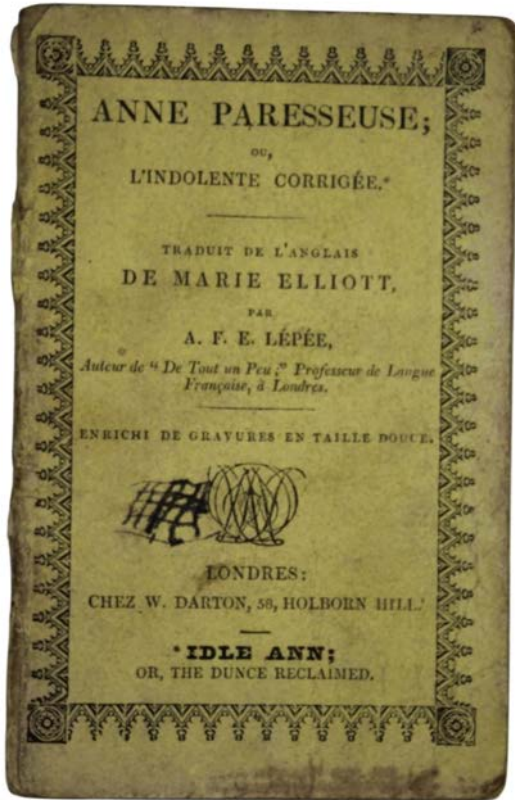 ANNE PARESSEUSE;
OU,
L'INDOLENTE CORRIGÉE.*
TRADUIT DE L'ANGLAIS
DE MARIE ELLIOTT,
PAR
A. F. E. LÉPÉE,
Auteur de "De Tout un Peu;" Professeur de Langue
Française, à Londres.
ENRICHI DE GRAVURES EN TAILLE DOUCE.
LONDRES:
CHEZ W. DARTON, 58, HOLBORN HILL.
*IDLE ANN;
OR, THE DUNCE RECLAIMED.